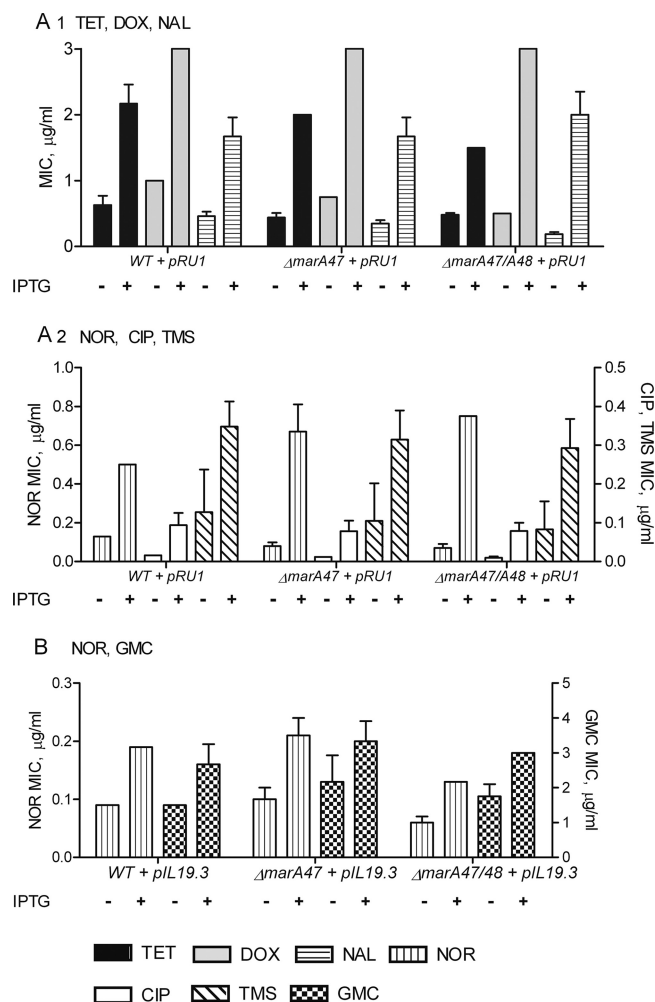 A 1 TET, DOX, NAL
MIC, µg/ml
3
2
1
0
WT + pRU1 ΔmarA47 + pRU1 ΔmarA47/A48 + pRU1
IPTG - + - + - + - + - + - + - + - + - +
A 2 NOR, CIP, TMS
NOR MIC, µg/ml
1.0
0.8
0.6
0.4
0.2
0.0
CIP, TMS MIC, µg/ml
0.5
0.4
0.3
0.2
0.1
0.0
WT + pRU1 ΔmarA47 + pRU1 ΔmarA47/A48 + pRU1
IPTG - + - + - + - + - + - + - + - + - +
B NOR, GMC
NOR MIC, µg/ml
0.3
0.2
0.1
0.0
GMC MIC, µg/ml
5
4
3
2
1
0
WT + pIL19.3 ΔmarA47 + pIL19.3 ΔmarA47/48 + pIL19.3
IPTG - + - + - + - + - + - +
TET DOX NAL NOR
CIP TMS GMC